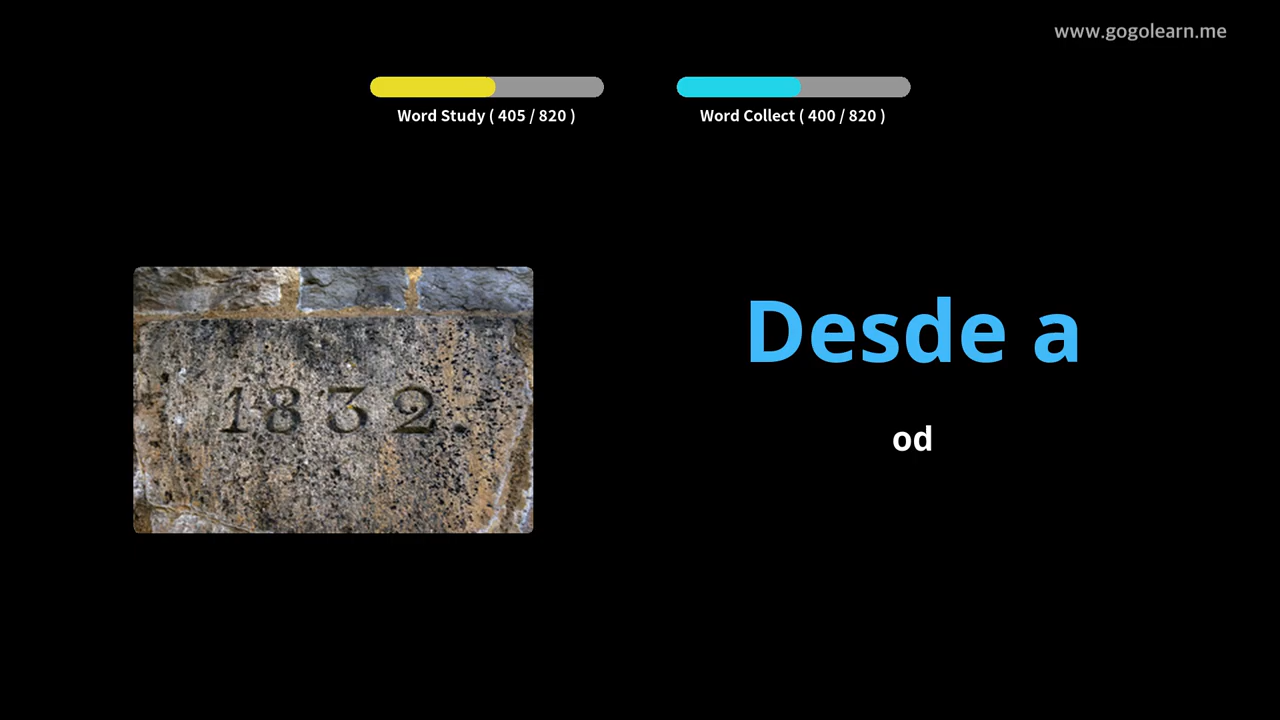 www.gogolearn.me
Word Study ( 405 / 820 )
Word Collect ( 400 / 820 )
1832.
Desde a
od